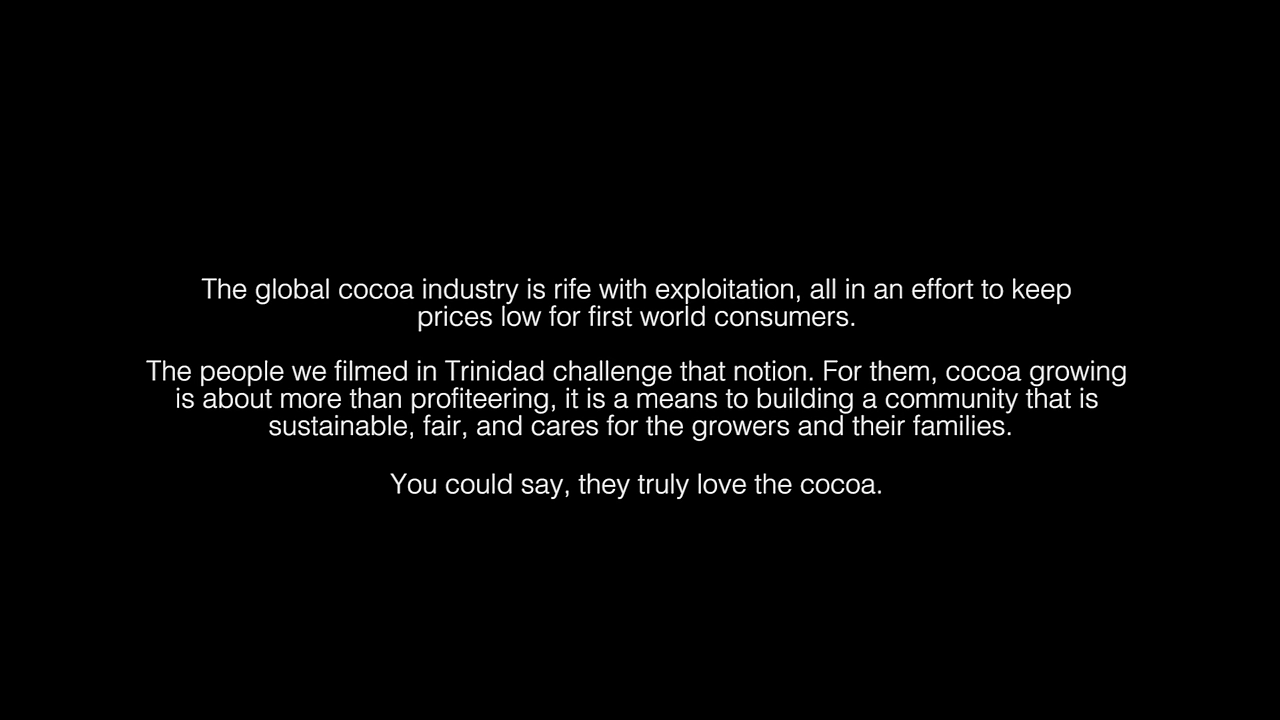 The global cocoa industry is rife with exploitation, all in an effort to keep
prices low for first world consumers.
The people we filmed in Trinidad challenge that notion. For them, cocoa growing
is about more than profiteering, it is a means to building a community that is
sustainable, fair, and cares for the growers and their families.
You could say, they truly love the cocoa.